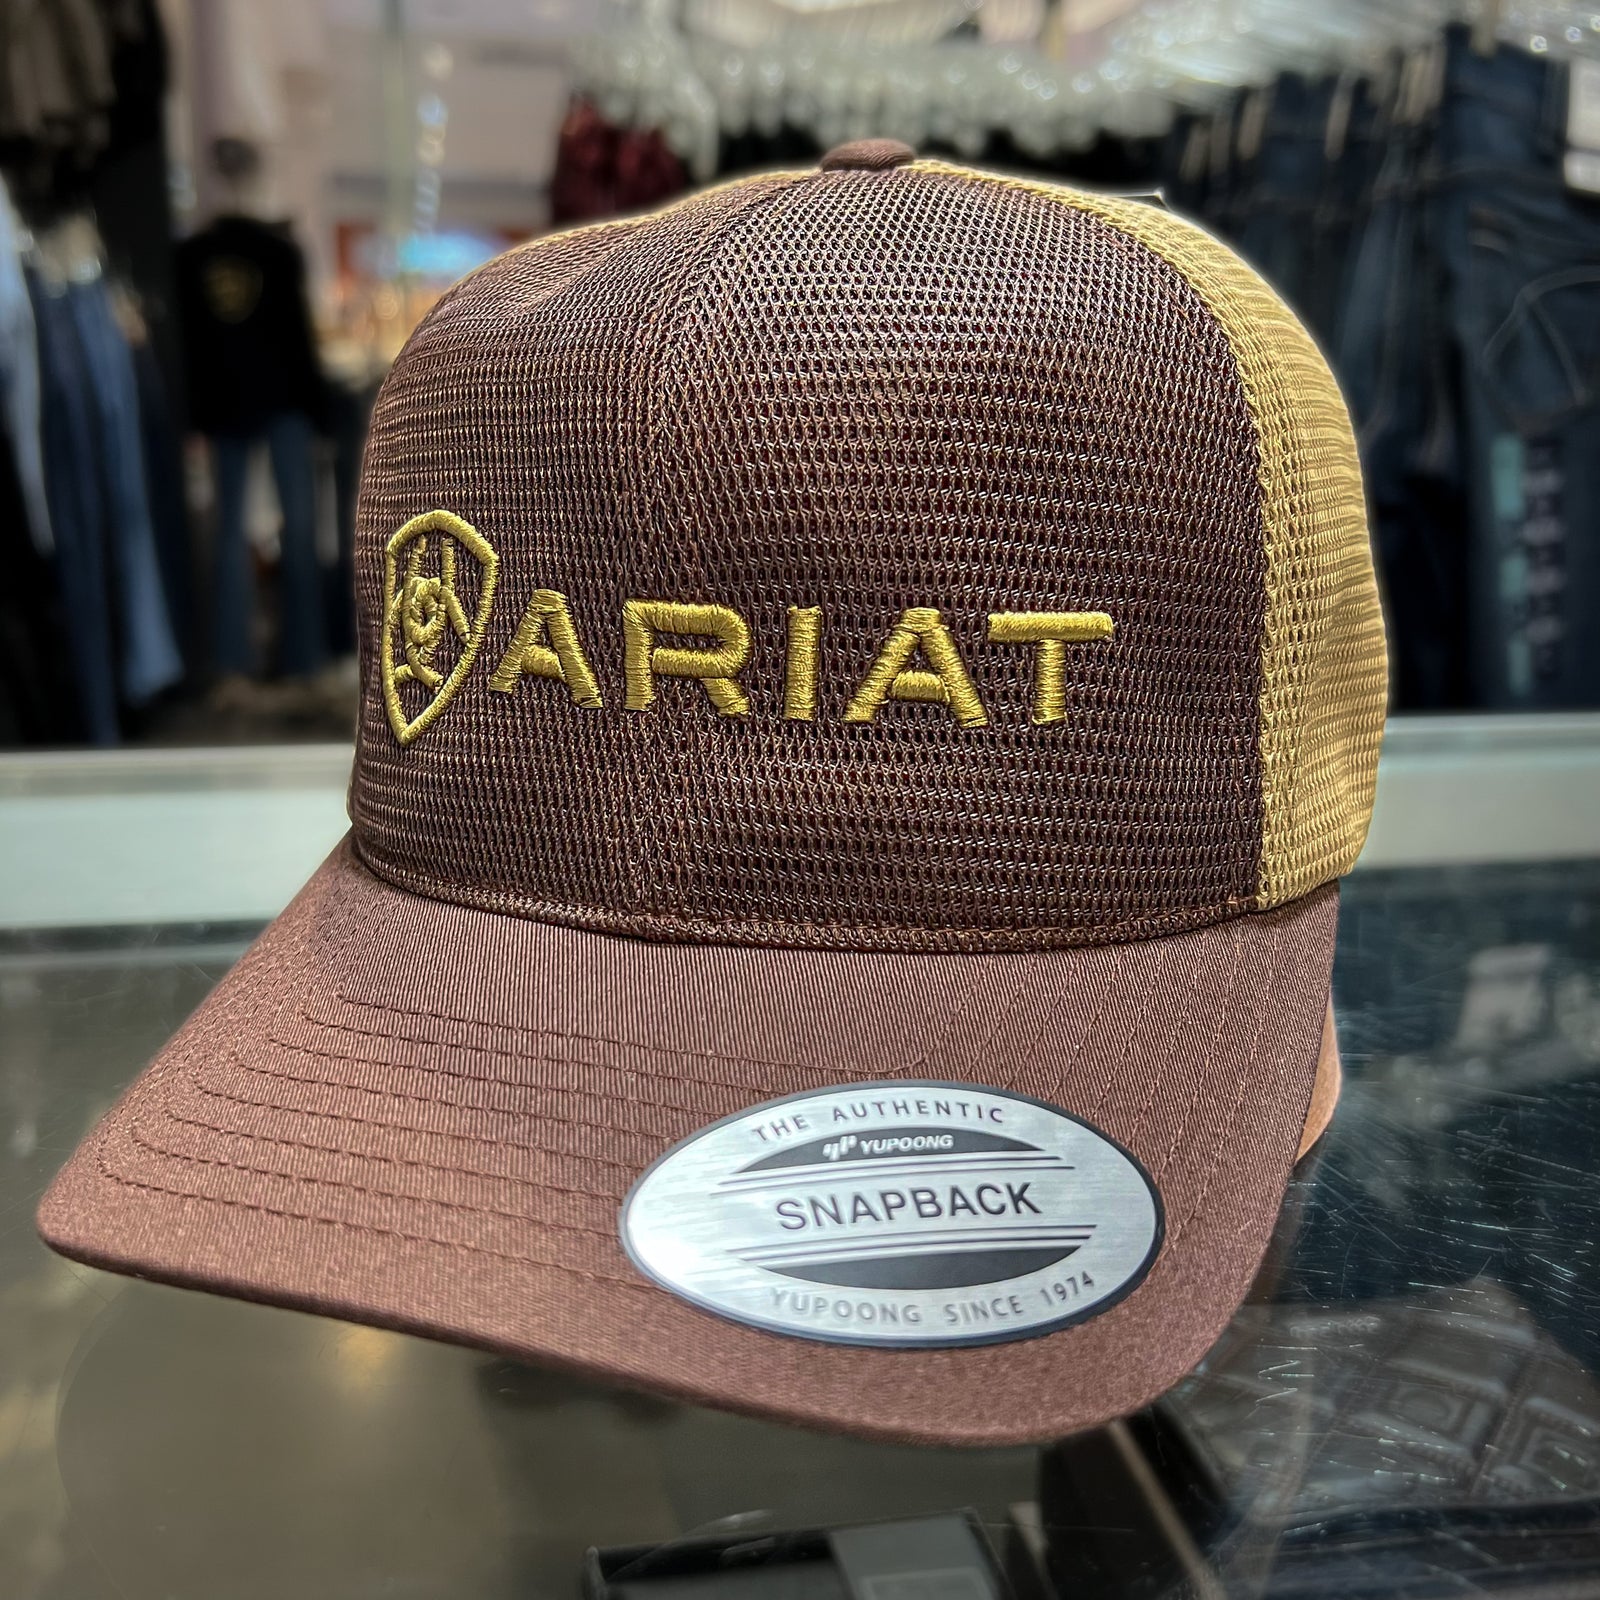 ARIAT
THE AUTHENTIC
YUPOONG
SNAPBACK
YUPOONG SINCE 1974